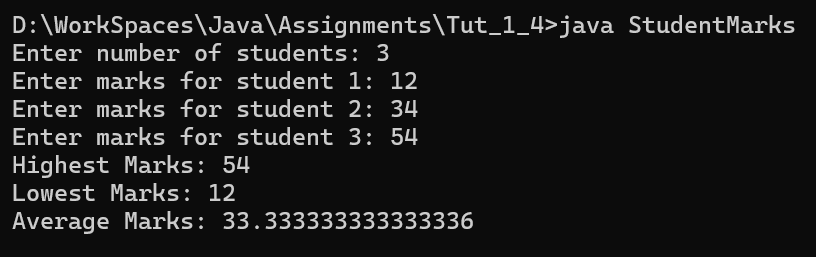 D:\WorkSpaces\Java\Assignments\Tut_1_4>java StudentMarks
Enter number of students: 3
Enter marks for student 1: 12
Enter marks for student 2: 34
Enter marks for student 3: 54
Highest Marks: 54
Lowest Marks: 12
Average Marks: 33.333333333333336